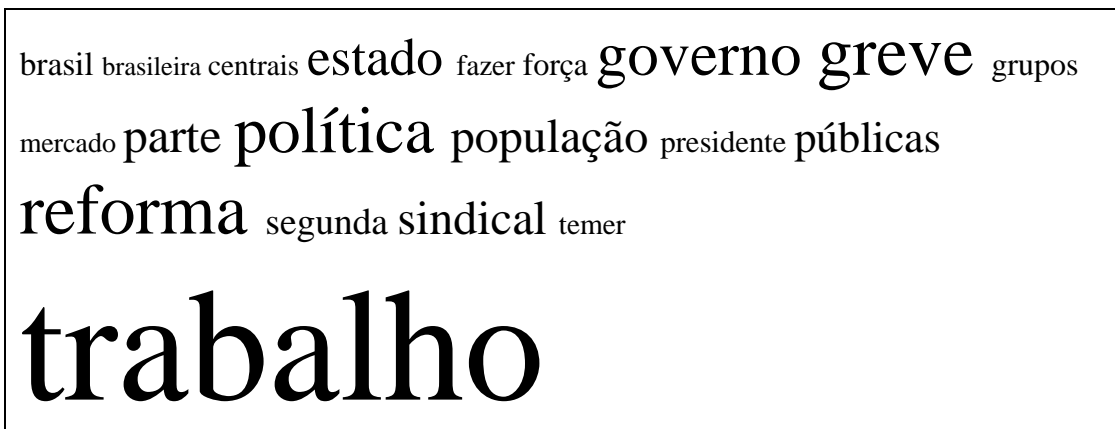 brasil brasileira centrais estado fazer força governo greve grupos
mercado parte política população presidente públicas
reforma segunda sindical temer
trabalho